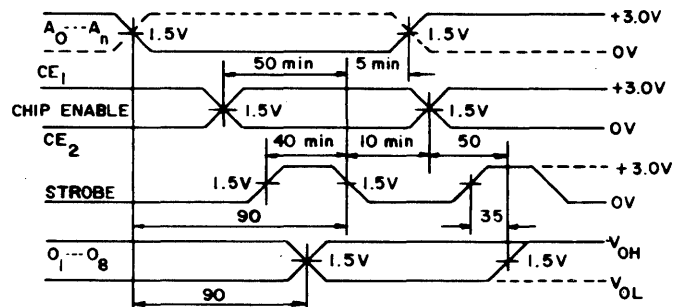 A₀---Aₙ 1.5V 1.5V +3.0V
0V
50 min 5 min
CE₁
+3.0V
CHIP ENABLE 1.5V 1.5V
0V
CE₂
40 min 10 min 50
+3.0V
STROBE 1.5V 1.5V
0V
90 35
O₁---O₈ V_OH
1.5V 1.5V
V_OL
90